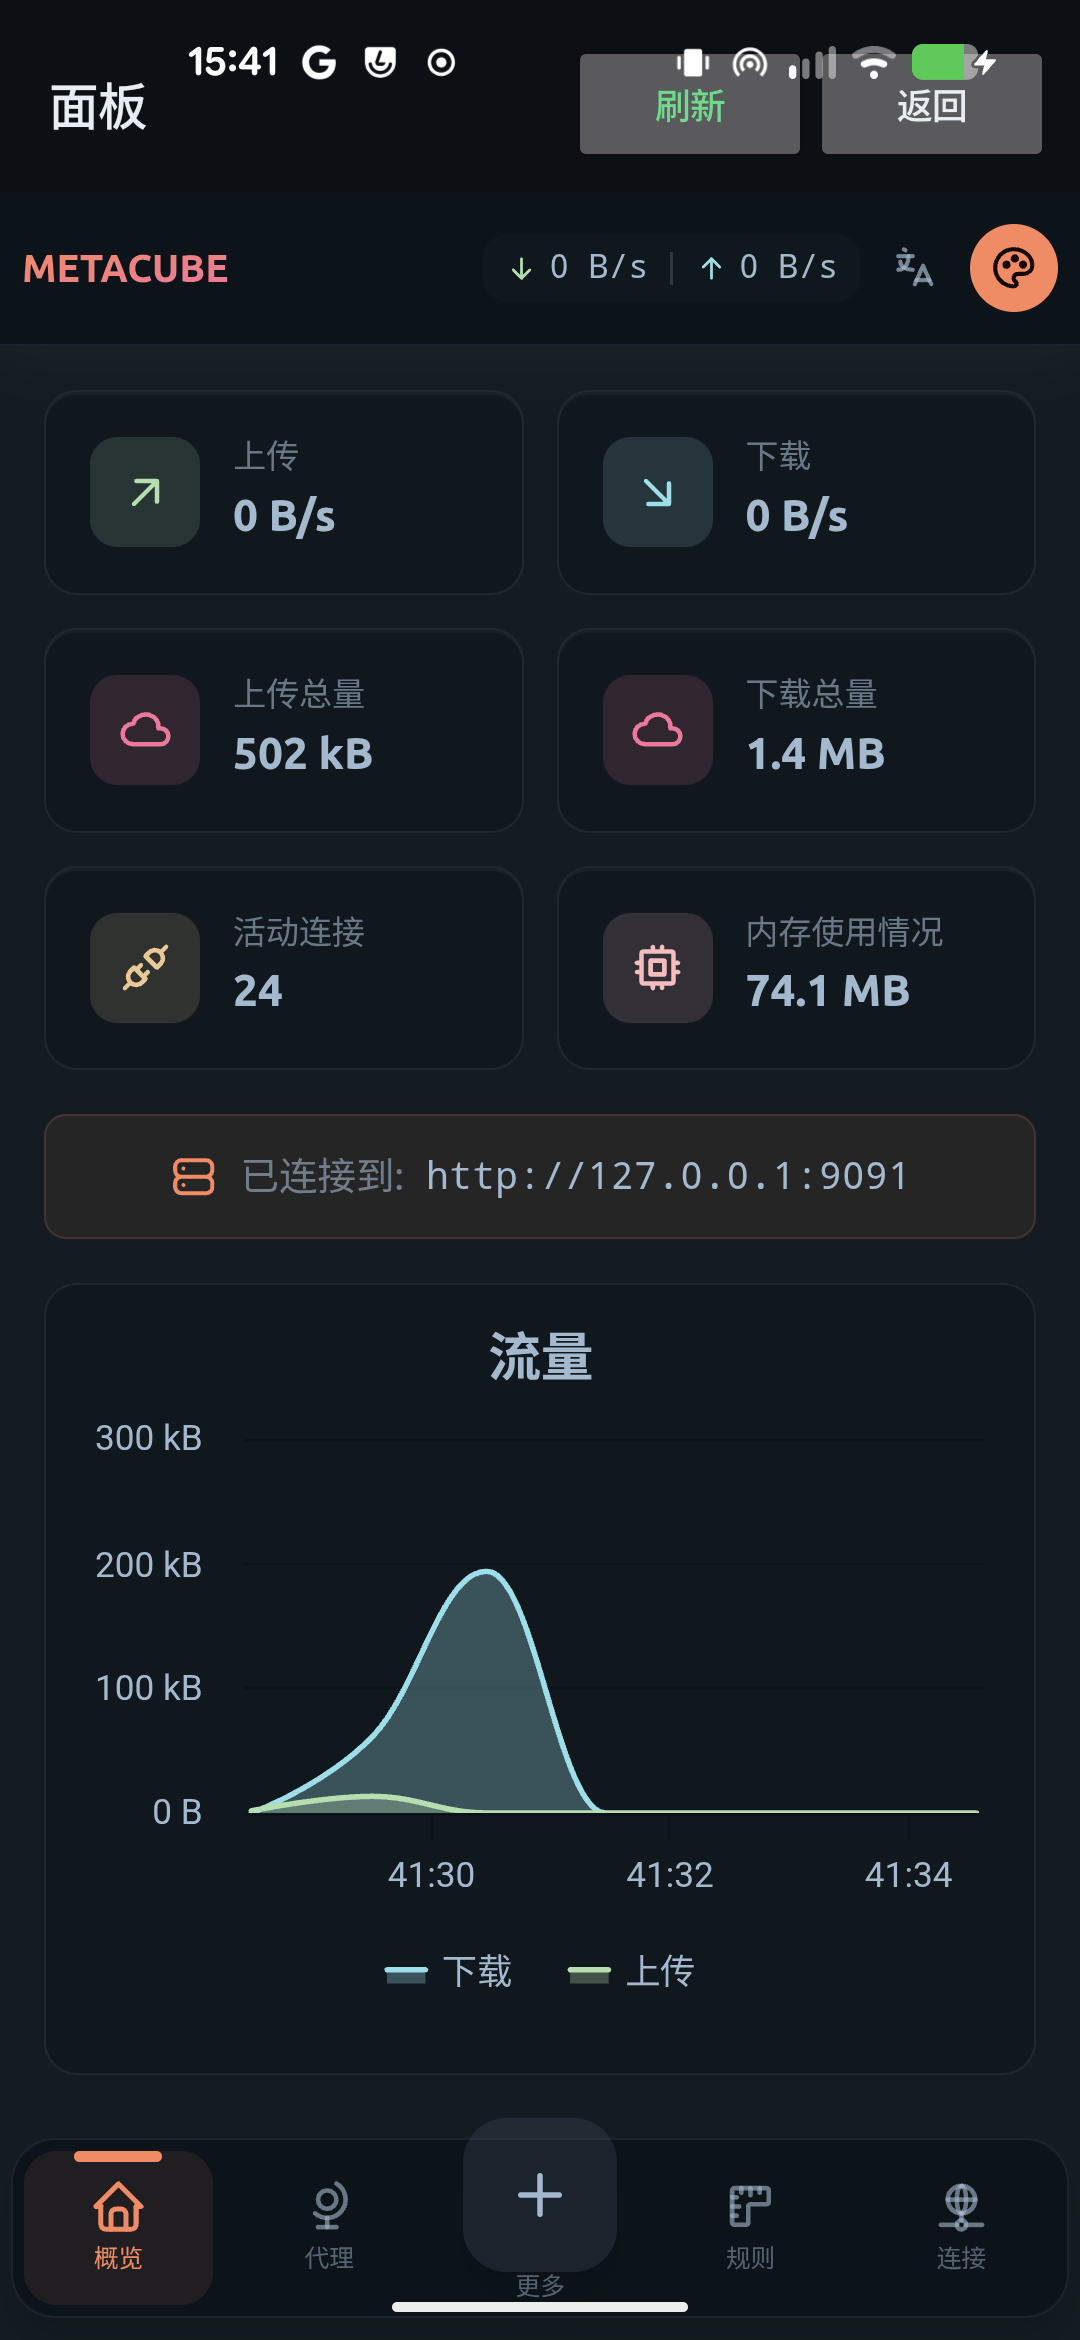 15:41
面板
刷新
返回
METACUBE
0 B/s
0 B/s
上传
0 B/s
下载
0 B/s
上传总量
502 kB
下载总量
1.4 MB
活动连接
24
内存使用情况
74.1 MB
已连接到: http://127.0.0.1:9091
流量
300 kB
200 kB
100 kB
0 B
41:30
41:32
41:34
下载
上传
概览
代理
更多
规则
连接